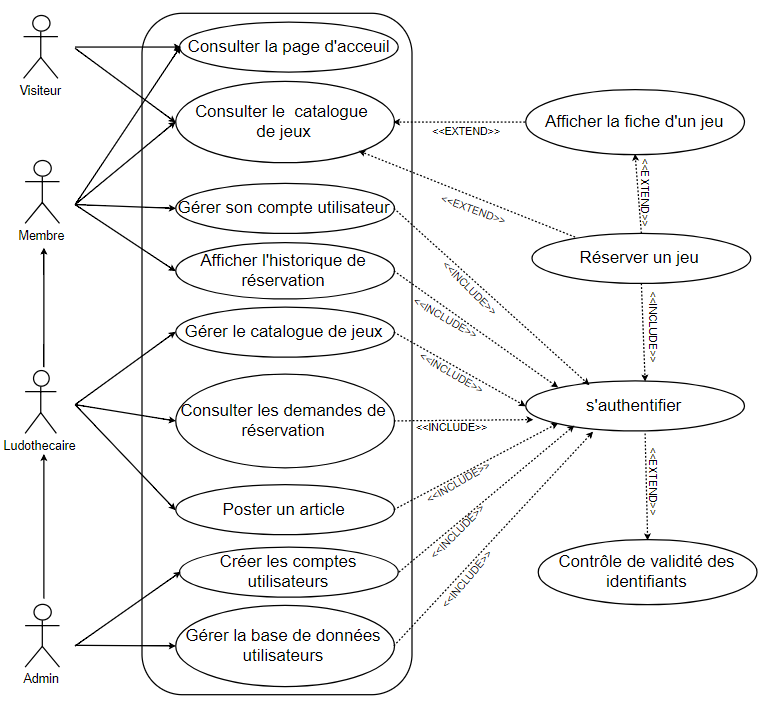 Consulter la page d'acceuil
Visiteur
Consulter le catalogue
de jeux
<<EXTEND>>
Afficher la fiche d'un jeu
<<EXTEND>>
<<EXTEND>>
Membre
Gérer son compte utilisateur
Afficher l'historique de
réservation
Réserver un jeu
<<INCLUDE>>
<<INCLUDE>>
<<INCLUDE>>
Gérer le catalogue de jeux
<<INCLUDE>>
Ludothecaire
Consulter les demandes de
réservation
<<INCLUDE>>
s'authentifier
<<EXTEND>>
Poster un article
<<INCLUDE>>
<<INCLUDE>>
Créer les comptes
utilisateurs
<<INCLUDE>>
Contrôle de validité des
identifiants
Admin
Gérer la base de données
utilisateurs